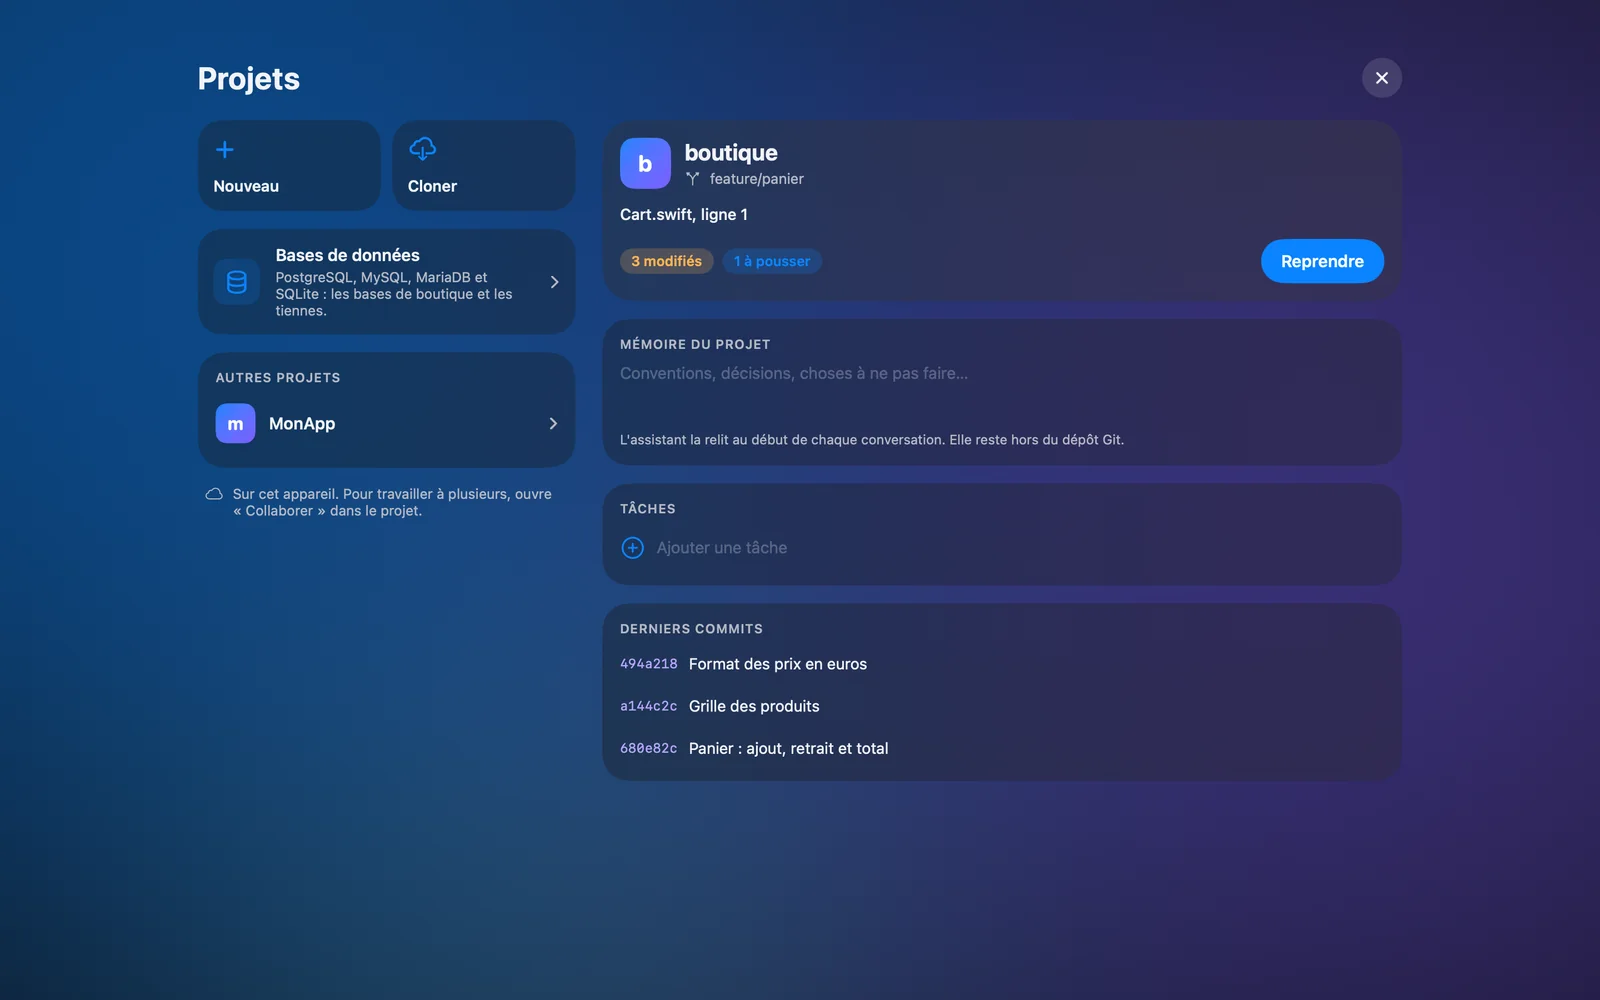 Projets
Nouveau
Cloner
Bases de données
PostgreSQL, MySQL, MariaDB et
SQLite : les bases de boutique et les
tiennes.
AUTRES PROJETS
m
MonApp
Sur cet appareil. Pour travailler à plusieurs, ouvre
« Collaborer » dans le projet.
b
boutique
feature/panier
Cart.swift, ligne 1
3 modifiés
1 à pousser
Reprendre
MÉMOIRE DU PROJET
Conventions, décisions, choses à ne pas faire...
L'assistant la relit au début de chaque conversation. Elle reste hors du dépôt Git.
TÂCHES
Ajouter une tâche
DERNIERS COMMITS
494a218 Format des prix en euros
a144c2c Grille des produits
680e82c Panier : ajout, retrait et total